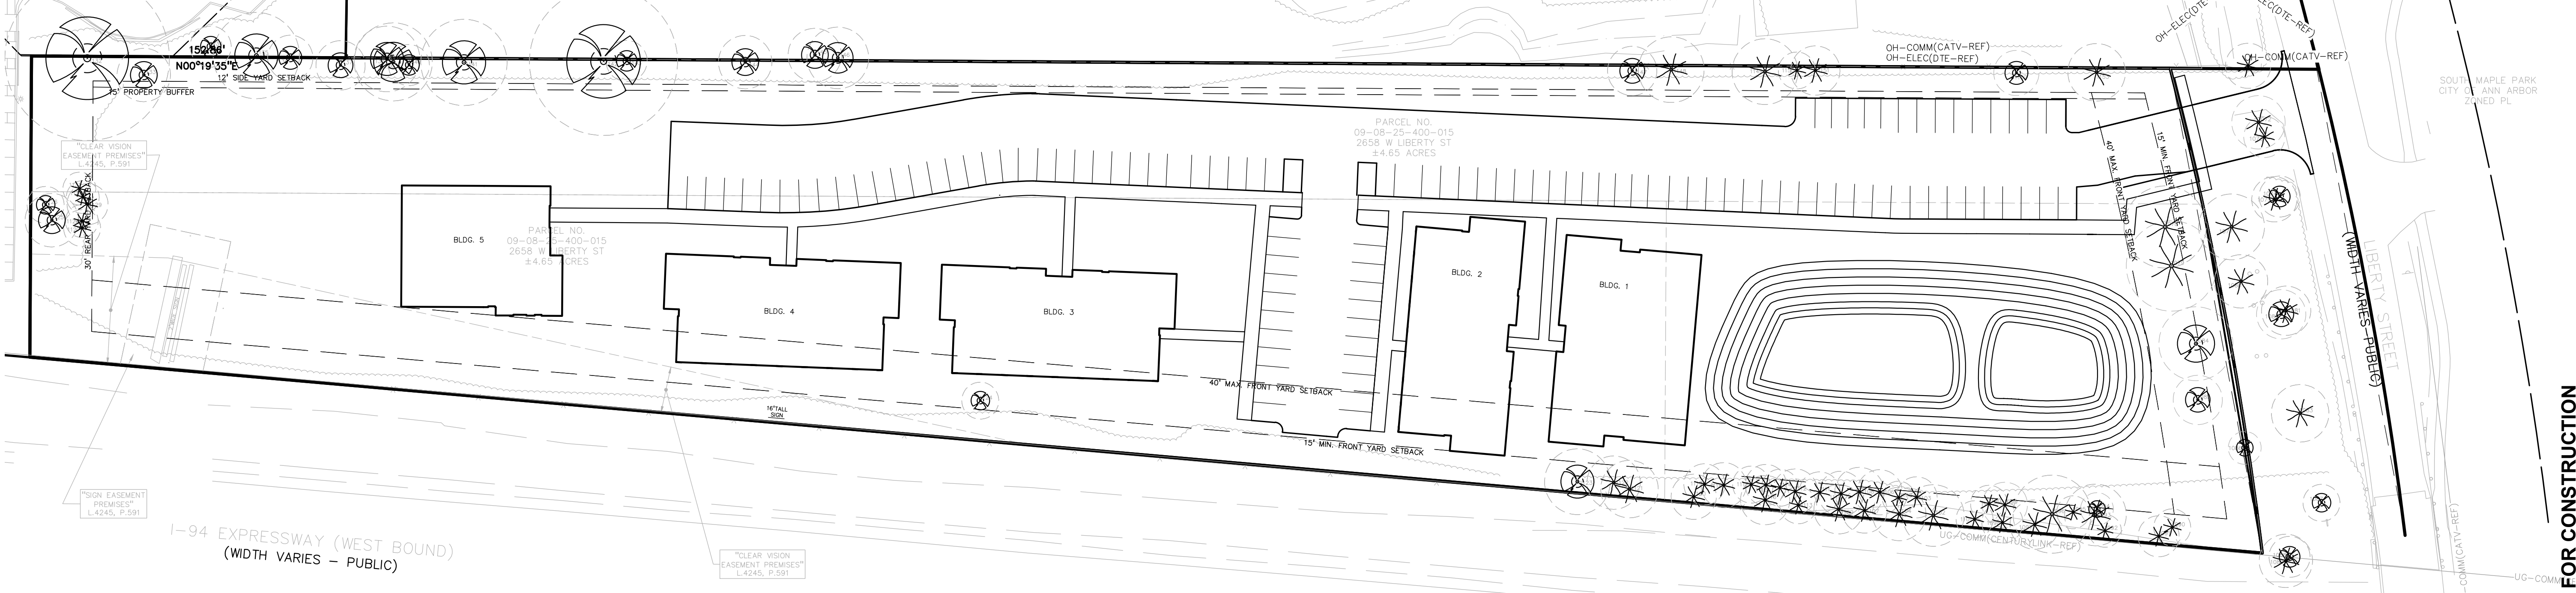 152.86'
N00°19'35"E
12' SIDE YARD SETBACK
15' PROPERTY BUFFER
"CLEAR VISION
EASEMENT PREMISES"
L.4245, P.591
30' REAR YARD SETBACK
BLDG. 5
PARCEL NO.
09-08-25-400-015
2658 W LIBERTY ST
±4.65 ACRES
BLDG. 4
BLDG. 3
16'TALL
SIGN
"SIGN EASEMENT
PREMISES"
L.4245, P.591
I-94 EXPRESSWAY (WEST BOUND)
(WIDTH VARIES - PUBLIC)
"CLEAR VISION
EASEMENT PREMISES"
L.4245, P.591
PARCEL NO.
09-08-25-400-015
2658 W LIBERTY ST
±4.65 ACRES
BLDG. 2
BLDG. 1
40' MAX. FRONT YARD SETBACK
15' MIN. FRONT YARD SETBACK
OH-COMM(CATV-REF)
OH-ELEC(DTE-REF)
OH-ELEC(DTE
ELEC(DTE-REF)
OH-COMM(CATV-REF)
40' MAX. FRONT YARD SETBACK
15' MIN. FRONT YARD SETBACK
SOUTH MAPLE PARK
CITY OF ANN ARBOR
ZONED PL
LIBERTY STREET
(WIDTH VARIES-PUBLIC)
UG-COMM(CENTURYLINK-REF)
-COMM(CATV-REF)
UG-COMM
FOR CONSTRUCTION